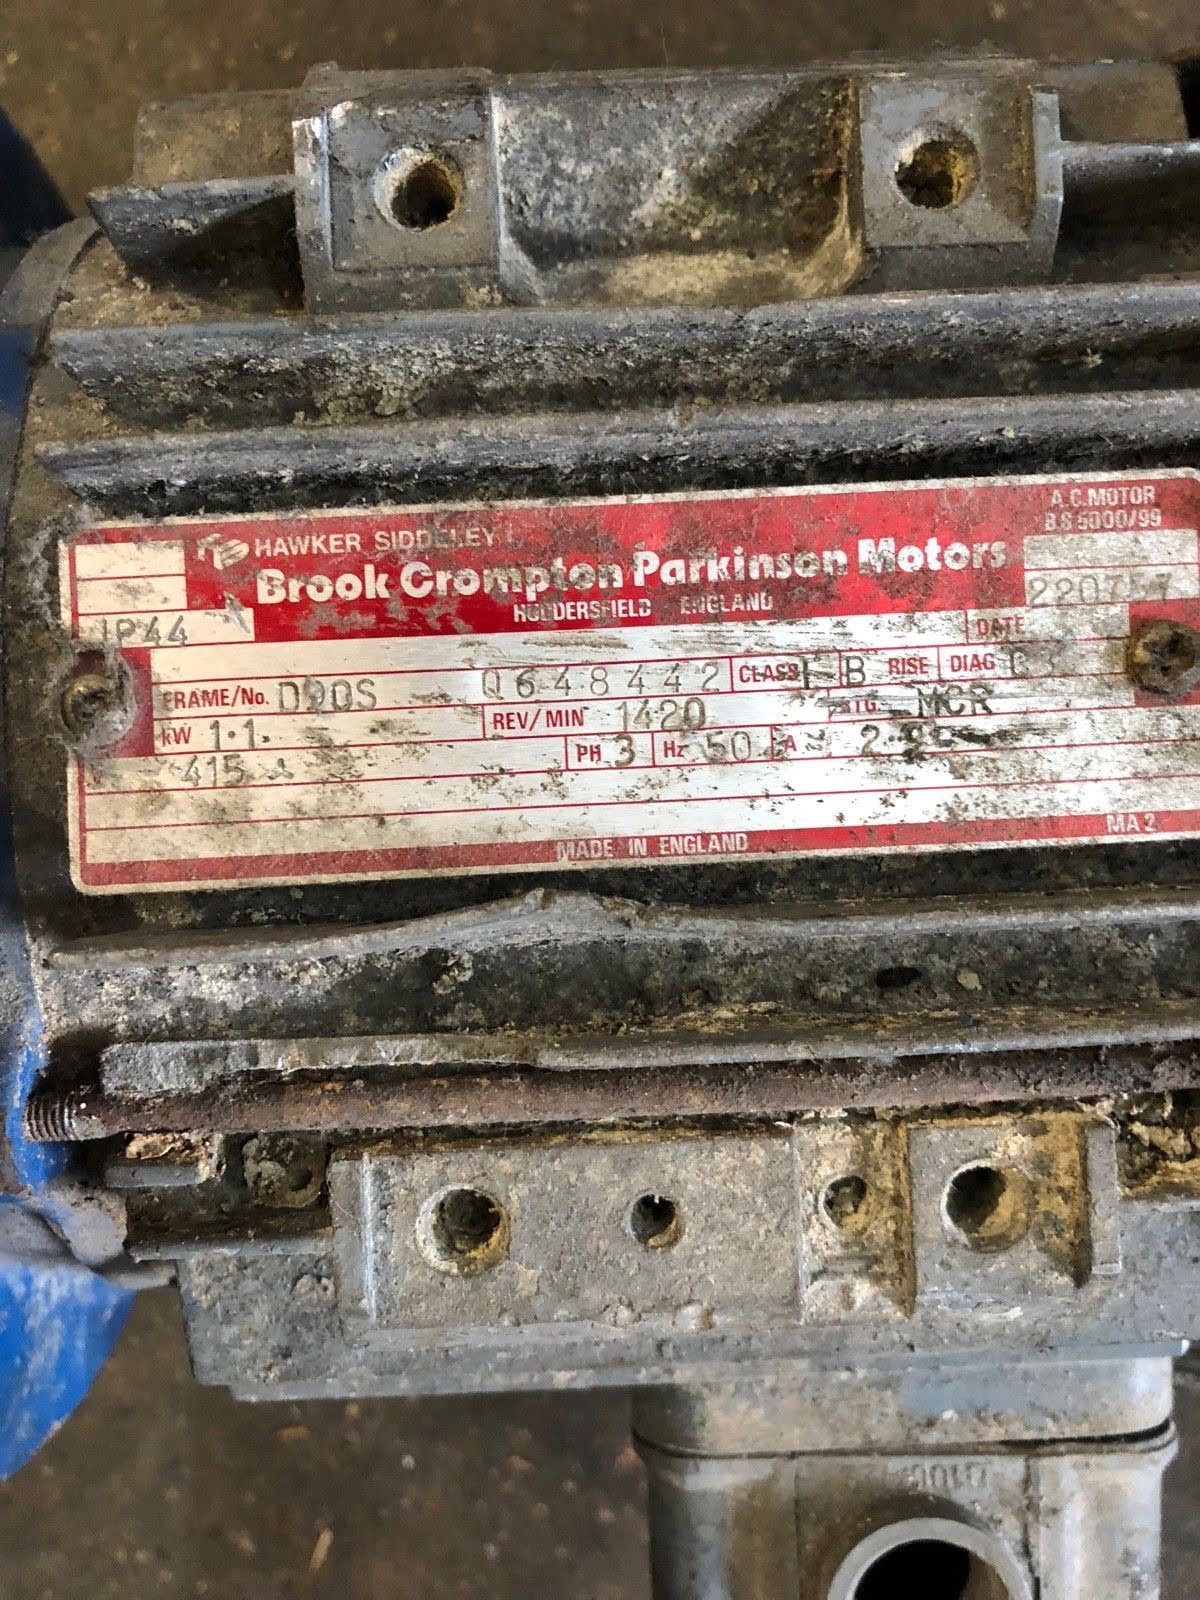 A.C. MOTOR
B.S 5000/99
HAWKER SIDDELEY
Brook Crompton Parkinson Motors
HUDDERSFIELD ENGLAND
IP44
DATE
FRAME/No. D90S Q648442 CLASS F B RISE DIAG
kW 1.1 REV/MIN 1420 MCR
415 PH 3 Hz 50 A
MADE IN ENGLAND MA 2